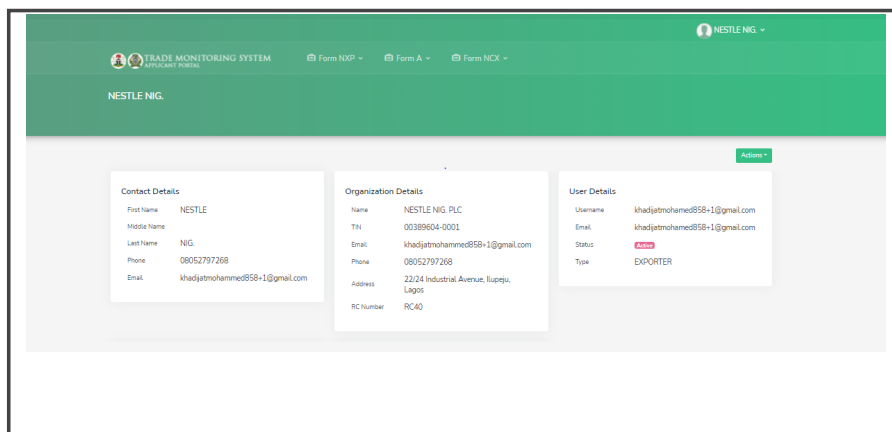 NESTLE NIG.
TRADE MONITORING SYSTEM
APPLICANT PORTAL
Form NXP
Form A
Form NCX
NESTLE NIG.
Actions
Contact Details
First Name NESTLE
Middle Name
Last Name NIG.
Phone 08052797268
Email khadijatmohammed858+1@gmail.com
Organization Details
Name NESTLE NIG. PLC
TIN 00389604-0001
Email khadijatmohammed858+1@gmail.com
Phone 08052797268
Address 22/24 Industrial Avenue, Ilupeju,
Lagos
RC Number RC40
User Details
Username khadijatmohamed858+1@gmail.com
Email khadijatmohamed858+1@gmail.com
Status Active
Type EXPORTER